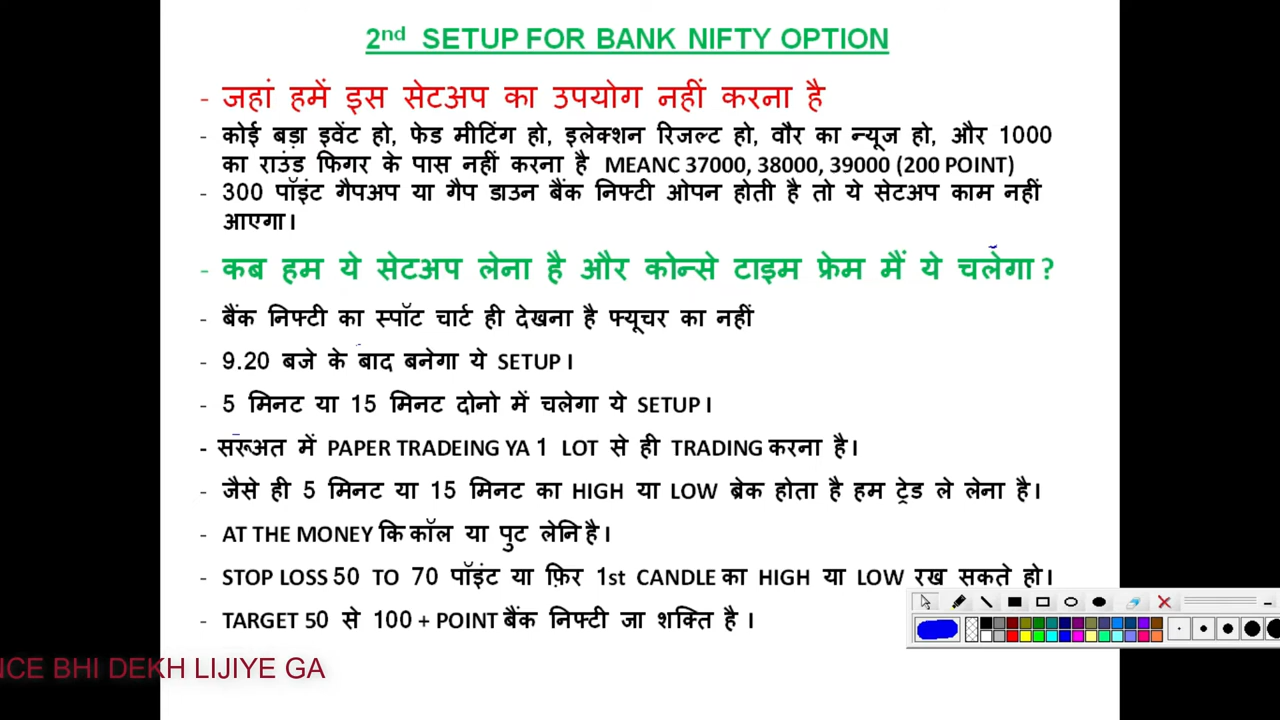 2nd SETUP FOR BANK NIFTY OPTION
- जहां हमें इस सेटअप का उपयोग नहीं करना है
- कोई बड़ा इवेंट हो, फेड मीटिंग हो, इलेक्शन रिजल्ट हो, वौर का न्यूज हो, और 1000
का राउंड फिगर के पास नहीं करना है MEANC 37000, 38000, 39000 (200 POINT)
- 300 पॉइंट गैपअप या गैप डाउन बैंक निफ्टी ओपन होती है तो ये सेटअप काम नहीं
आएगा।
- कब हम ये सेटअप लेना है और कोन्से टाइम फ्रेम मैं ये चलेगा ?
- बैंक निफ्टी का स्पॉट चार्ट ही देखना है फ्यूचर का नहीं
- 9.20 बजे के बाद बनेगा ये SETUP।
- 5 मिनट या 15 मिनट दोनो में चलेगा ये SETUP।
- सरूअत में PAPER TRADEING YA 1 LOT से ही TRADING करना है।
- जैसे ही 5 मिनट या 15 मिनट का HIGH या LOW ब्रेक होता है हम ट्रेड ले लेना है।
- AT THE MONEY कि कॉल या पुट लेनि है।
- STOP LOSS 50 TO 70 पॉइंट या फ़िर 1st CANDLE का HIGH या LOW रख सकते हो।
- TARGET 50 से 100 + POINT बैंक निफ्टी जा शक्ति है ।
NCE BHI DEKH LIJIYE GA